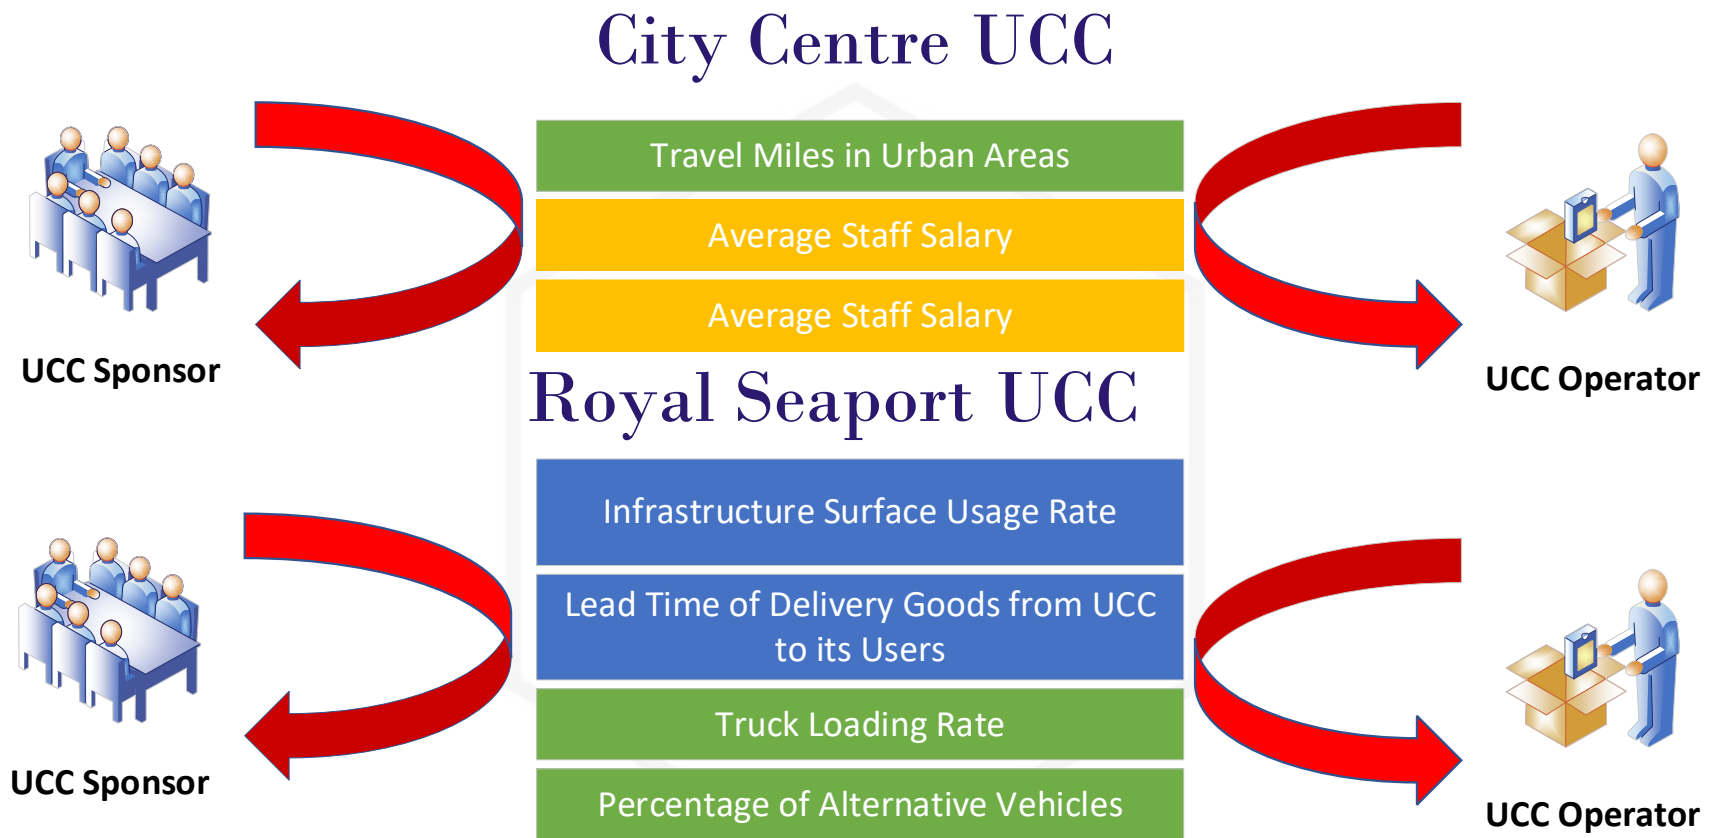 City Centre UCC
Travel Miles in Urban Areas
Average Staff Salary
Average Staff Salary
UCC Sponsor
UCC Operator
Royal Seaport UCC
Infrastructure Surface Usage Rate
Lead Time of Delivery Goods from UCC
to its Users
Truck Loading Rate
Percentage of Alternative Vehicles
UCC Sponsor
UCC Operator